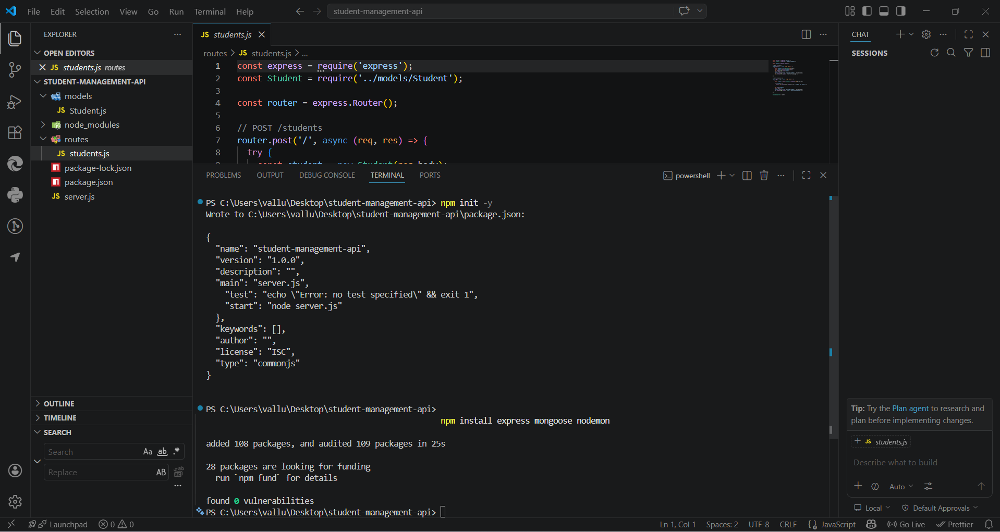 File Edit Selection View Go Run Terminal Help
student-management-api
EXPLORER
OPEN EDITORS
JS students.js routes
STUDENT-MANAGEMENT-API
models
JS Student.js
node_modules
routes
JS students.js
package-lock.json
package.json
JS server.js
OUTLINE
TIMELINE
SEARCH
Search
Aa ab .*
Replace
AB
JS students.js
routes > JS students.js > ...
1 const express = require('express');
2 const Student = require('../models/Student');
3
4 const router = express.Router();
5
6 // POST /students
7 router.post('/', async (req, res) => {
8 try {
PROBLEMS OUTPUT DEBUG CONSOLE TERMINAL PORTS
powershell
PS C:\Users\vallu\Desktop\student-management-api> npm init -y
Wrote to C:\Users\vallu\Desktop\student-management-api\package.json:
{
"name": "student-management-api",
"version": "1.0.0",
"description": "",
"main": "server.js",
"test": "echo \"Error: no test specified\" && exit 1",
"start": "node server.js"
},
"keywords": [],
"author": "",
"license": "ISC",
"type": "commonjs"
}
PS C:\Users\vallu\Desktop\student-management-api>
npm install express mongoose nodemon
added 108 packages, and audited 109 packages in 25s
28 packages are looking for funding
run `npm fund` for details
found 0 vulnerabilities
PS C:\Users\vallu\Desktop\student-management-api>
CHAT
SESSIONS
Tip: Try the Plan agent to research and
plan before implementing changes.
JS students.js
Describe what to build
Auto
Local Default Approvals
Launchpad 0 0
Ln 1, Col 1 Spaces: 2 UTF-8 CRLF {} JavaScript Go Live Prettier